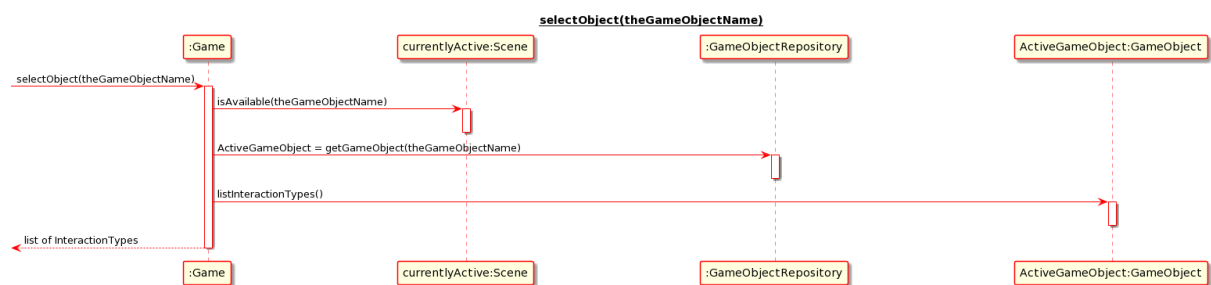 selectObject(theGameObjectName)
:Game
currentlyActive:Scene
:GameObjectRepository
ActiveGameObject:GameObject
selectObject(theGameObjectName)
isAvailable(theGameObjectName)
ActiveGameObject = getGameObject(theGameObjectName)
listInteractionTypes()
list of InteractionTypes
:Game
currentlyActive:Scene
:GameObjectRepository
ActiveGameObject:GameObject